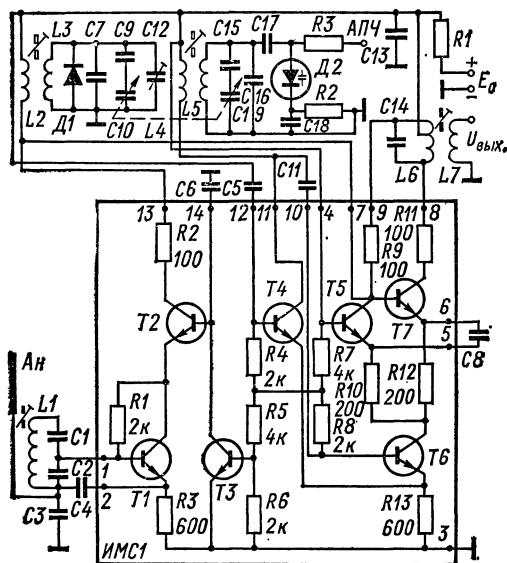 L3 C7 C9 C12 C15 C17 R3 АПЧ C13 R1
+
Eа
−
L2 Д1 C10 L4 L5 C16 C19 Д2 R2 C18 C14
L6 L7 Uвых.
C6 C5 C11
13 14 12 11 10 4 7 9 8
R2
100
R9
100
R11
100
T2 T4 T5 T7
6
5
C8
R4
2к
R7
4к
R10
200
R12
200
Ан
L1
C1
R1
2к
R5
4к
R8
2к
C2
1
T1 T3 T6
C4
2
C3
R3
600
R6
2к
R13
600
3
ИМС1